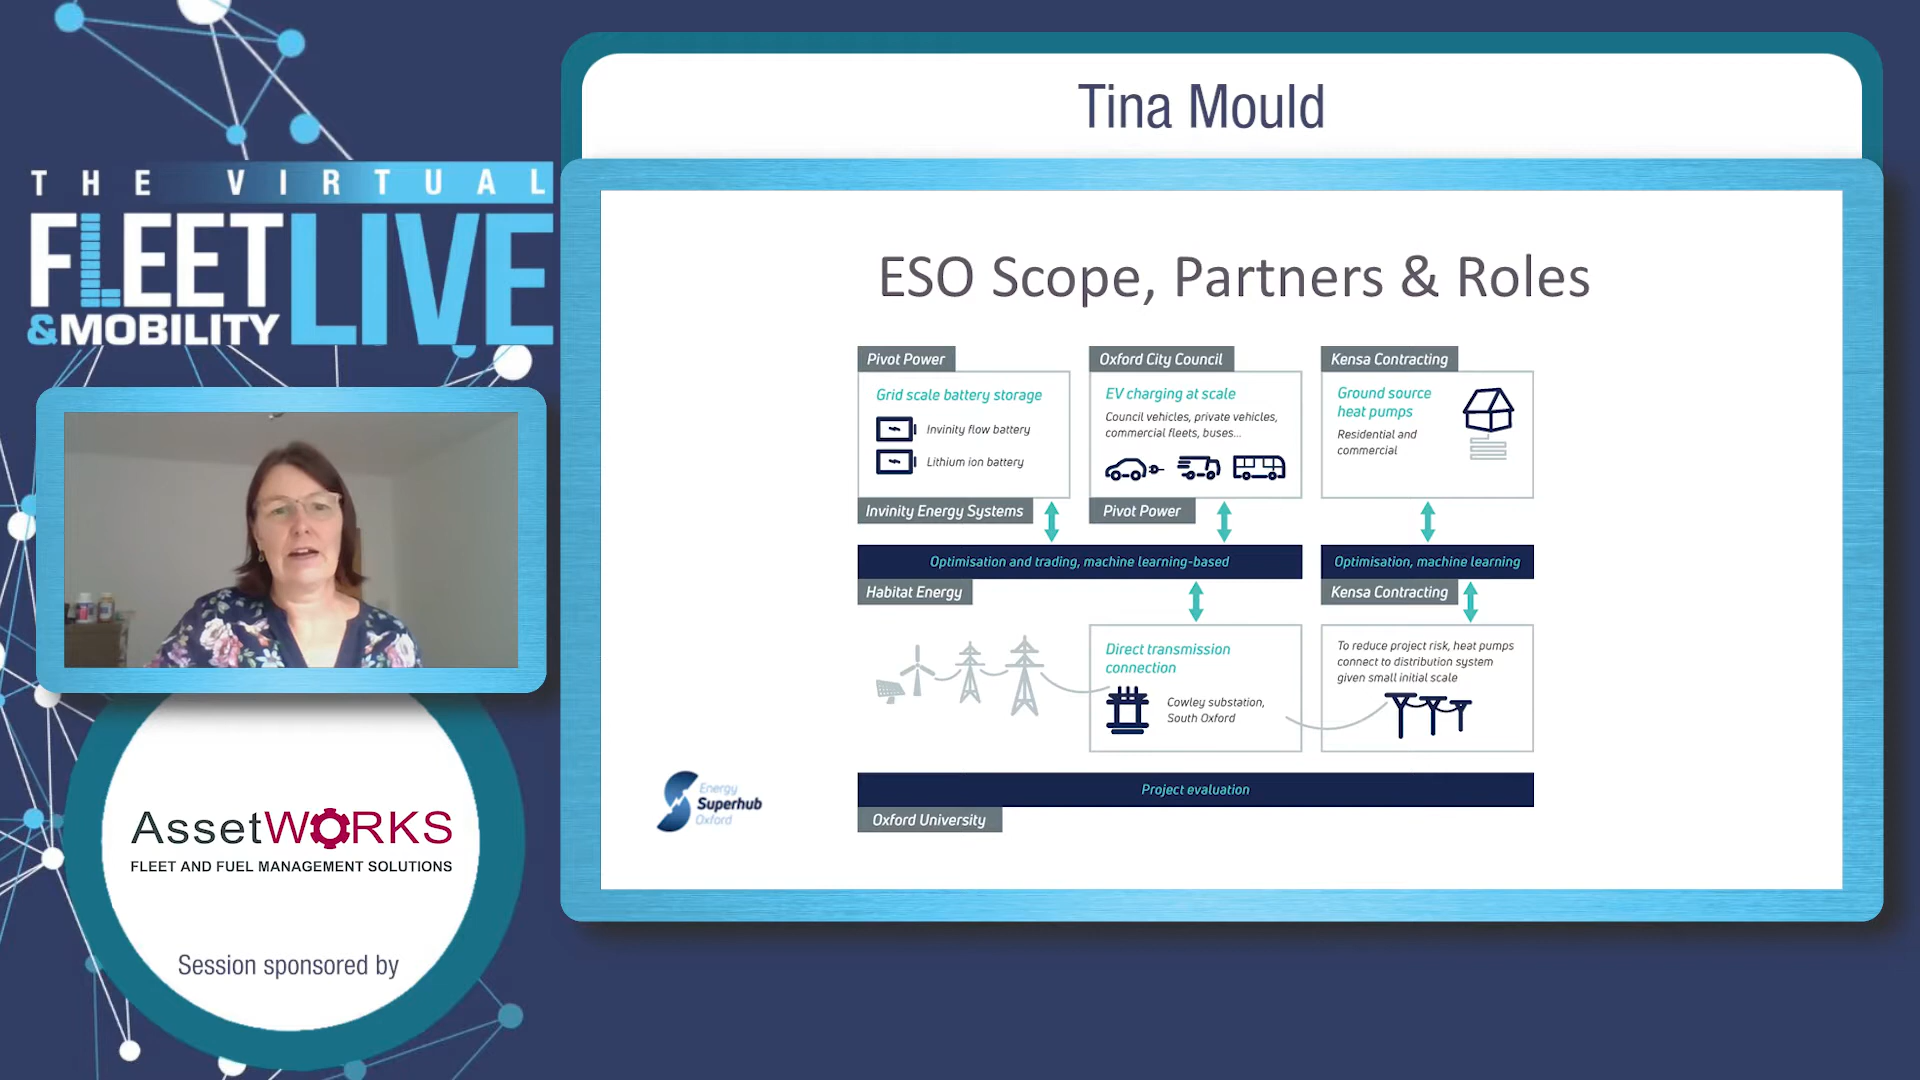 Tina Mould
THE VIRTUAL
FLEET
&MOBILITY
LIVE
ESO Scope, Partners & Roles
Pivot Power
Grid scale battery storage
Invinity flow battery
Lithium ion battery
Invinity Energy Systems
Oxford City Council
EV charging at scale
Council vehicles, private vehicles,
commercial fleets, buses...
Pivot Power
Kensa Contracting
Ground source
heat pumps
Residential and
commercial
Optimisation and trading, machine learning-based
Habitat Energy
Optimisation, machine learning
Kensa Contracting
Direct transmission
connection
Cowley substation,
South Oxford
To reduce project risk, heat pumps
connect to distribution system
given small initial scale
Project evaluation
Oxford University
Energy
Superhub
Oxford
AssetWORKS
FLEET AND FUEL MANAGEMENT SOLUTIONS
Session sponsored by